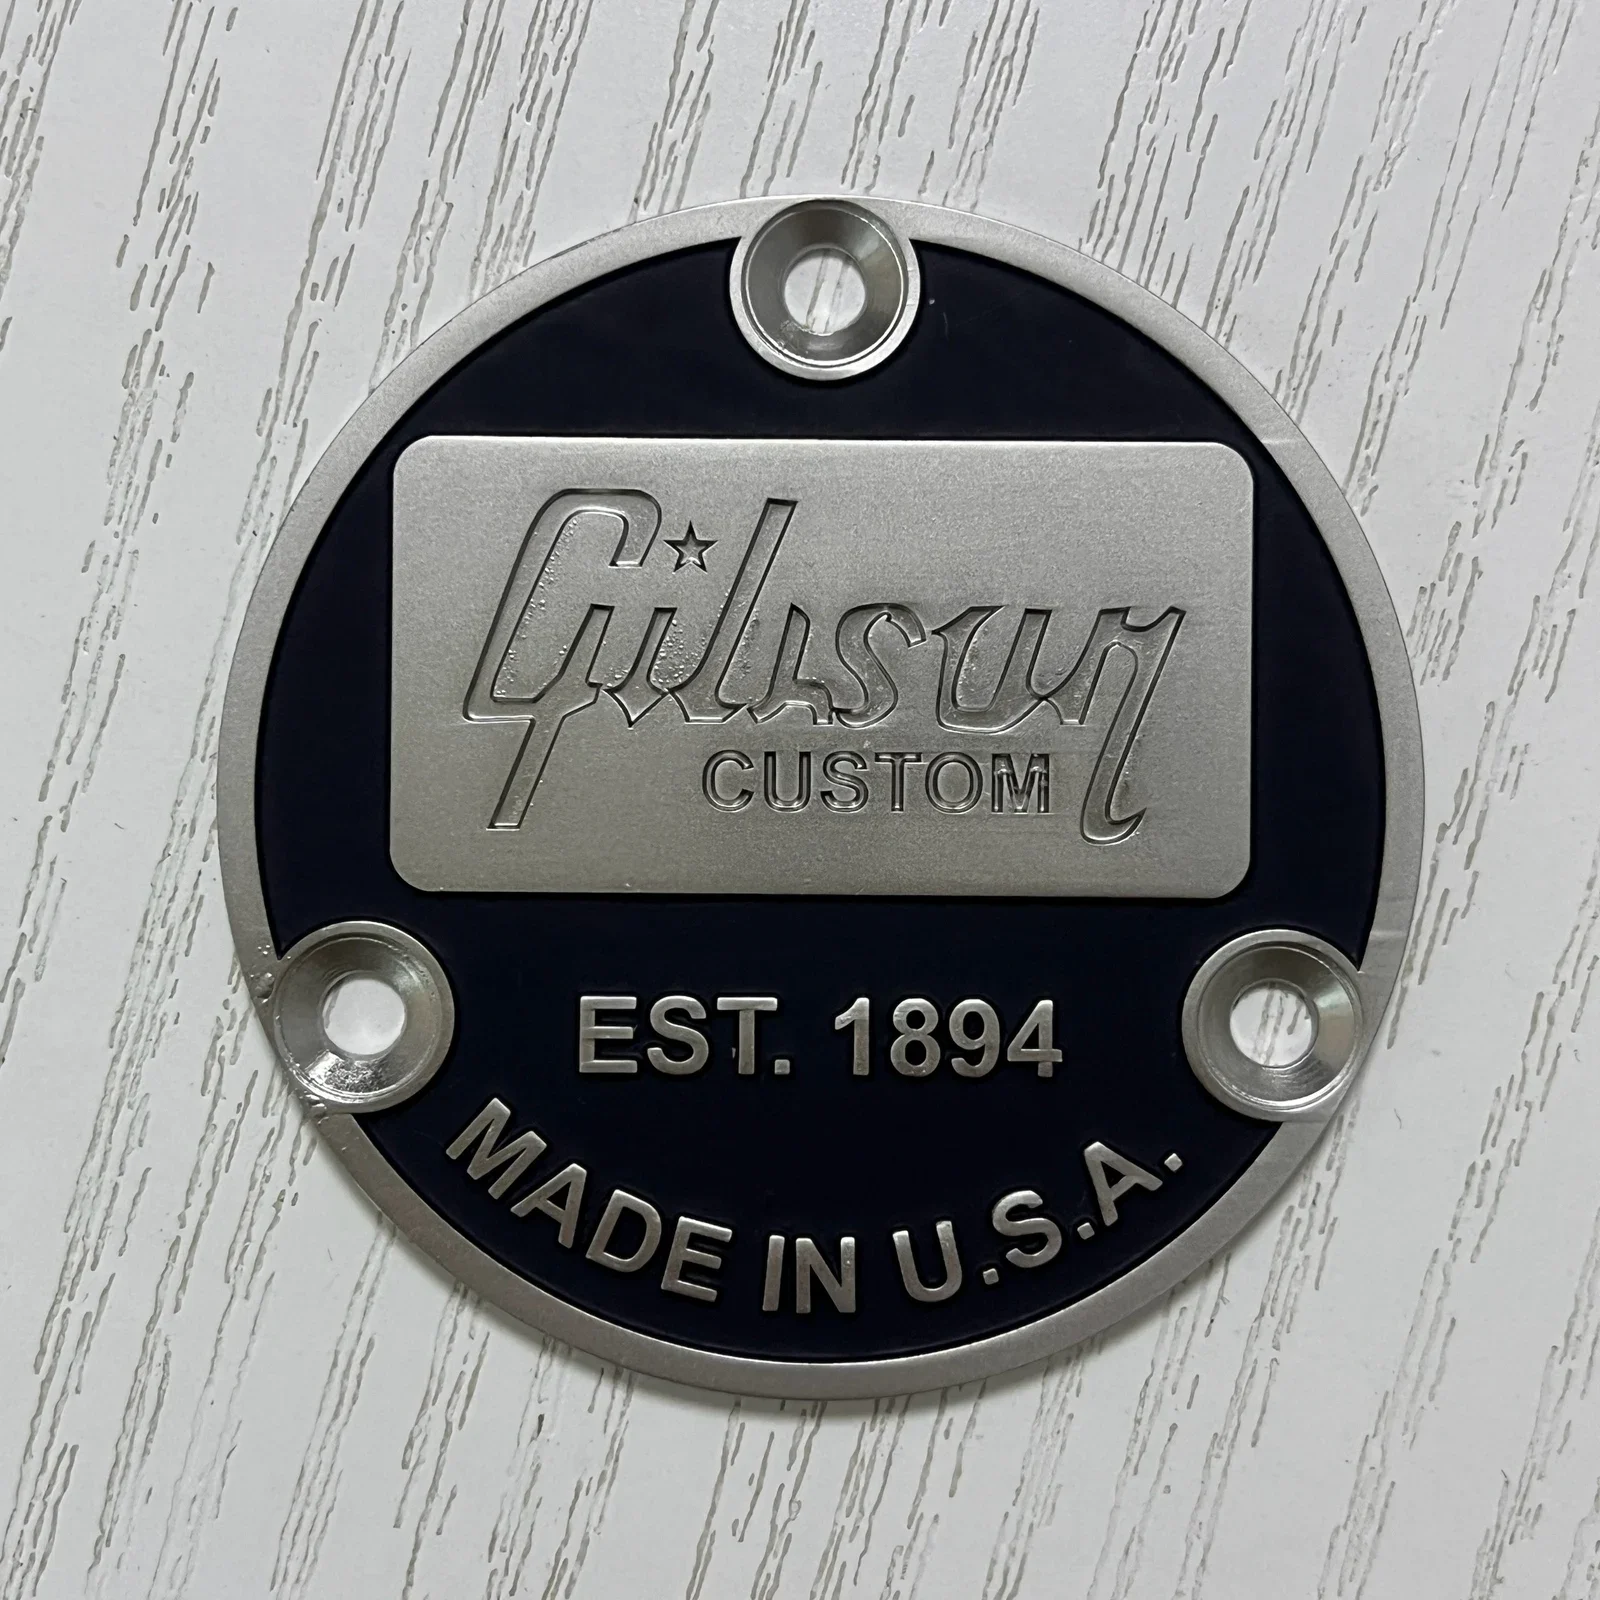 Gibson
CUSTOM
EST. 1894
MADE IN U.S.A.